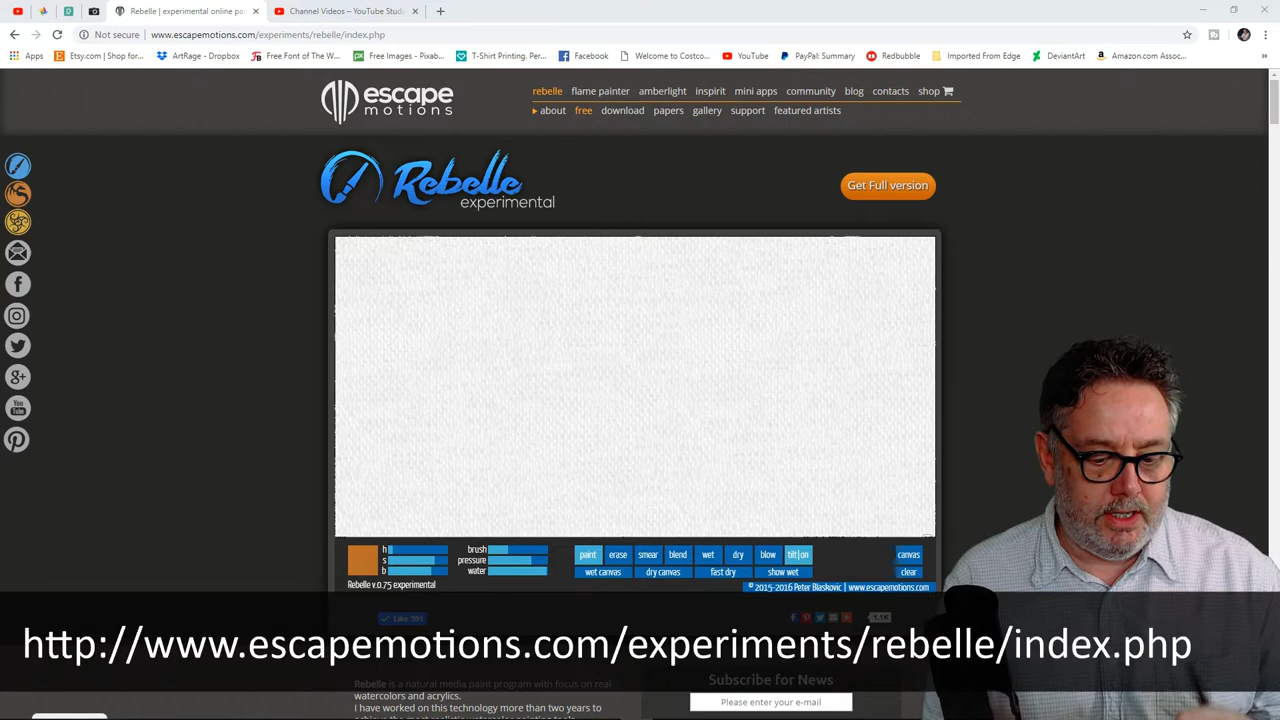 Rebelle | experimental online pa
Channel Videos – YouTube Stud
Not secure | www.escapemotions.com/experiments/rebelle/index.php
Apps
Etsy.com | Shop for...
ArtRage - Dropbox
Free Font of The W...
Free Images - Pixab...
T-Shirt Printing. Per...
Facebook
Welcome to Costco...
YouTube
PayPal: Summary
Redbubble
Imported From Edge
DeviantArt
Amazon.com Assoc...
escape
motions
rebelle flame painter amberlight inspirit mini apps community blog contacts shop
about free download papers gallery support featured artists
Rebelle
experimental
Get Full version
You
Tube
h
s
b
brush
pressure
water
paint erase smear blend wet dry blow tilt|on canvas
wet canvas dry canvas fast dry show wet clear
Rebelle v.0.75 experimental
© 2015-2016 Peter Blaskovic | www.escapemotions.com
Like 391
1.1K
http://www.escapemotions.com/experiments/rebelle/index.php
Subscribe for News
Please enter your e-mail
Rebelle is a natural media paint program with focus on real
watercolors and acrylics.
I have worked on this technology more than two years to